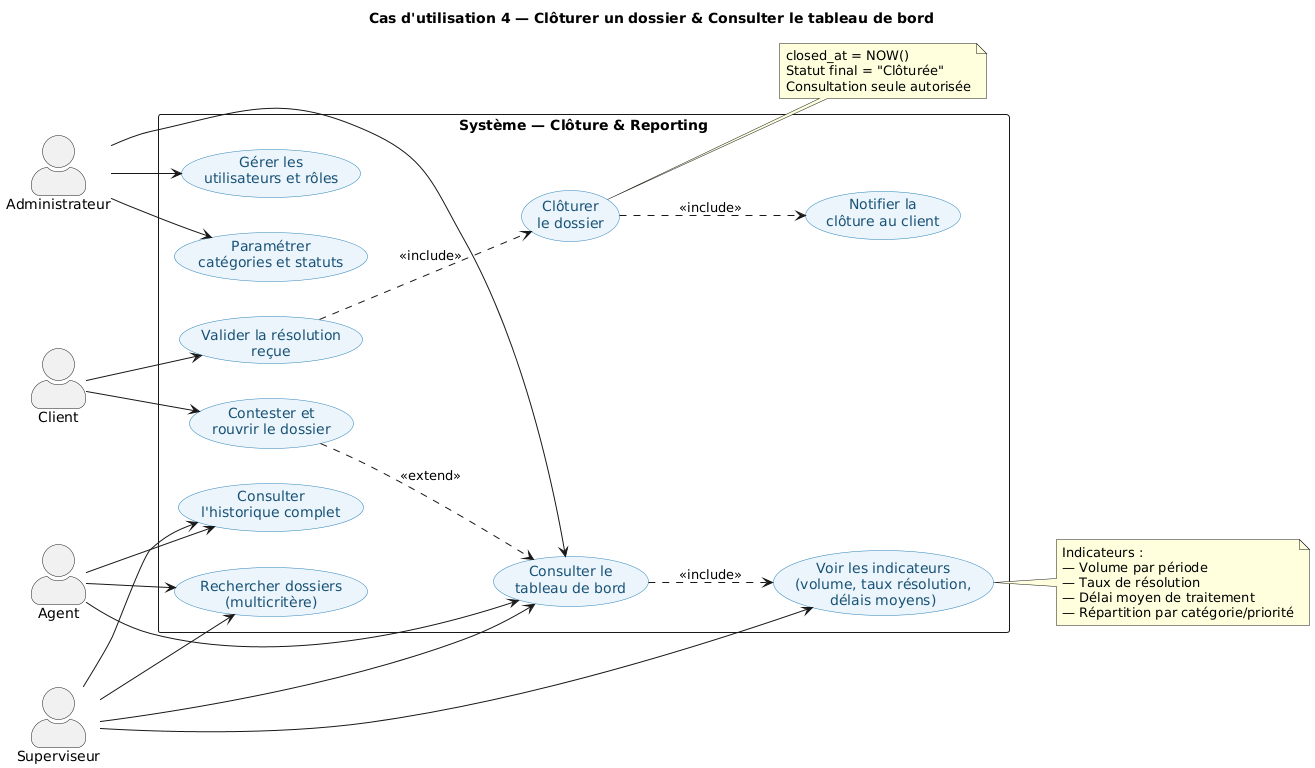 Cas d'utilisation 4 — Clôturer un dossier & Consulter le tableau de bord
closed_at = NOW()
Statut final = "Clôturée"
Consultation seule autorisée
Système — Clôture & Reporting
Administrateur
Gérer les
utilisateurs et rôles
Paramétrer
catégories et statuts
Clôturer
le dossier
«include»
Notifier la
clôture au client
«include»
Valider la résolution
reçue
Client
Contester et
rouvrir le dossier
«extend»
Consulter
l'historique complet
Agent
Rechercher dossiers
(multicritère)
Consulter le
tableau de bord
«include»
Voir les indicateurs
(volume, taux résolution,
délais moyens)
Indicateurs :
— Volume par période
— Taux de résolution
— Délai moyen de traitement
— Répartition par catégorie/priorité
Superviseur